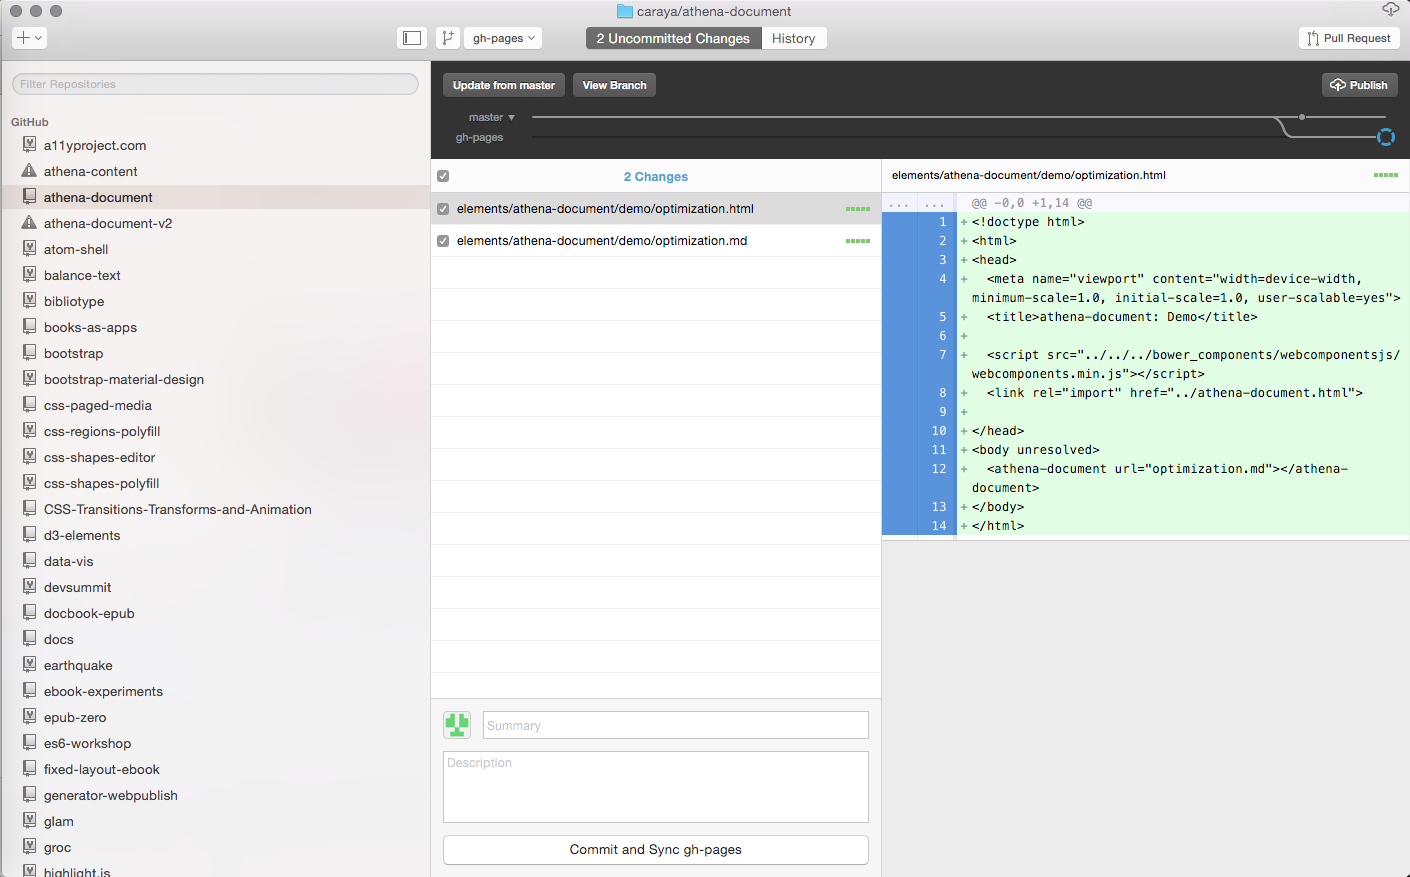 caraya/athena-document
gh-pages
2 Uncommitted Changes
History
Pull Request
Filter Repositories
GitHub
a11yproject.com
athena-content
athena-document
athena-document-v2
atom-shell
balance-text
bibliotype
books-as-apps
bootstrap
bootstrap-material-design
css-paged-media
css-regions-polyfill
css-shapes-editor
css-shapes-polyfill
CSS-Transitions-Transforms-and-Animation
d3-elements
data-vis
devsummit
docbook-epub
docs
earthquake
ebook-experiments
epub-zero
es6-workshop
fixed-layout-ebook
generator-webpublish
glam
groc
highlight.js
Update from master
View Branch
Publish
master
gh-pages
2 Changes
elements/athena-document/demo/optimization.html
elements/athena-document/demo/optimization.md
Summary
Description
Commit and Sync gh-pages
elements/athena-document/demo/optimization.html
... ... @@ -0,0 +1,14 @@
1 +<!doctype html>
2 +<html>
3 +<head>
4 + <meta name="viewport" content="width=device-width,
minimum-scale=1.0, initial-scale=1.0, user-scalable=yes">
5 + <title>athena-document: Demo</title>
6 +
7 + <script src="../../../bower_components/webcomponentsjs/
webcomponents.min.js"></script>
8 + <link rel="import" href="../athena-document.html">
9 +
10 +</head>
11 +<body unresolved>
12 + <athena-document url="optimization.md"></athena-
document>
13 +</body>
14 +</html>